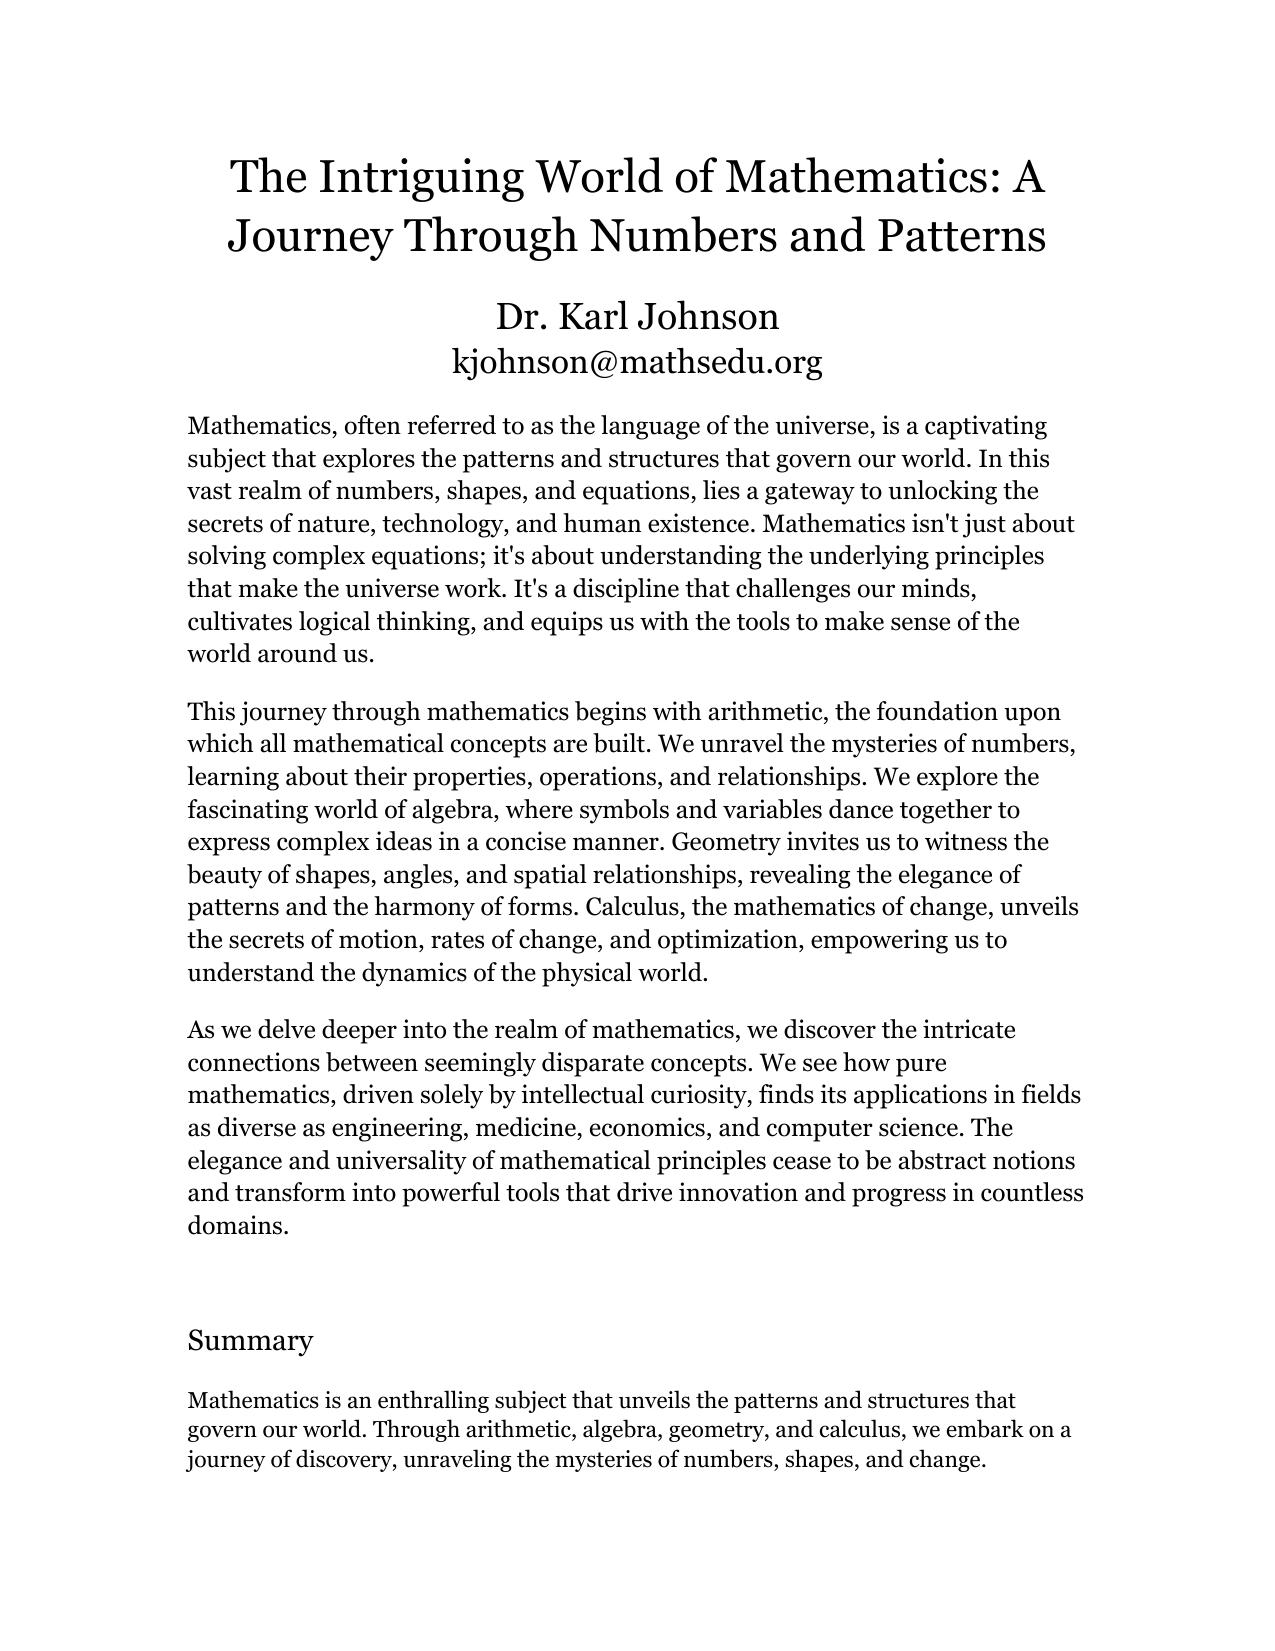 The Intriguing World of Mathematics: A
Journey Through Numbers and Patterns
Dr. Karl Johnson
kjohnson@mathsedu.org
Mathematics, often referred to as the language of the universe, is a captivating
subject that explores the patterns and structures that govern our world. In this
vast realm of numbers, shapes, and equations, lies a gateway to unlocking the
secrets of nature, technology, and human existence. Mathematics isn't just about
solving complex equations; it's about understanding the underlying principles
that make the universe work. It's a discipline that challenges our minds,
cultivates logical thinking, and equips us with the tools to make sense of the
world around us.
This journey through mathematics begins with arithmetic, the foundation upon
which all mathematical concepts are built. We unravel the mysteries of numbers,
learning about their properties, operations, and relationships. We explore the
fascinating world of algebra, where symbols and variables dance together to
express complex ideas in a concise manner. Geometry invites us to witness the
beauty of shapes, angles, and spatial relationships, revealing the elegance of
patterns and the harmony of forms. Calculus, the mathematics of change, unveils
the secrets of motion, rates of change, and optimization, empowering us to
understand the dynamics of the physical world.
As we delve deeper into the realm of mathematics, we discover the intricate
connections between seemingly disparate concepts. We see how pure
mathematics, driven solely by intellectual curiosity, finds its applications in fields
as diverse as engineering, medicine, economics, and computer science. The
elegance and universality of mathematical principles cease to be abstract notions
and transform into powerful tools that drive innovation and progress in countless
domains.
Summary
Mathematics is an enthralling subject that unveils the patterns and structures that
govern our world. Through arithmetic, algebra, geometry, and calculus, we embark on a
journey of discovery, unraveling the mysteries of numbers, shapes, and change.